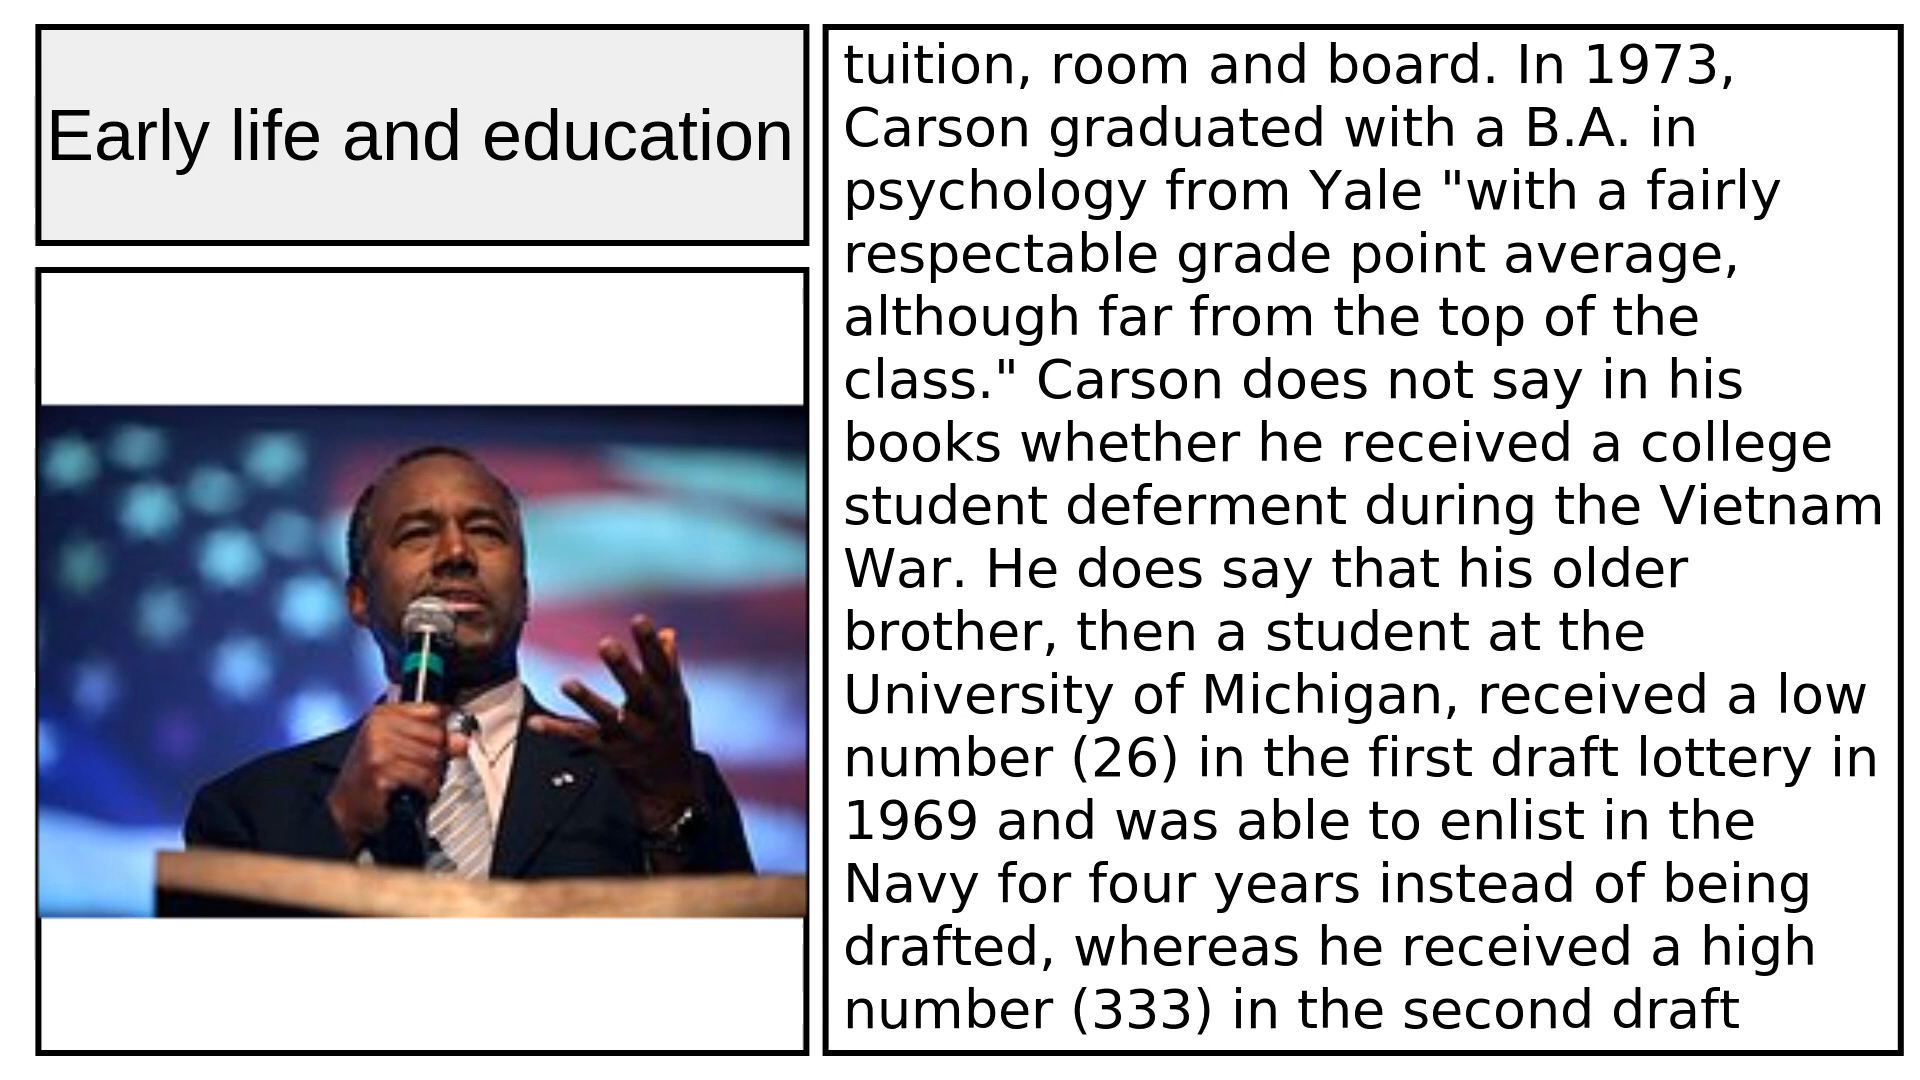 Early life and education
tuition, room and board. In 1973,
Carson graduated with a B.A. in
psychology from Yale "with a fairly
respectable grade point average,
although far from the top of the
class." Carson does not say in his
books whether he received a college
student deferment during the Vietnam
War. He does say that his older
brother, then a student at the
University of Michigan, received a low
number (26) in the first draft lottery in
1969 and was able to enlist in the
Navy for four years instead of being
drafted, whereas he received a high
number (333) in the second draft